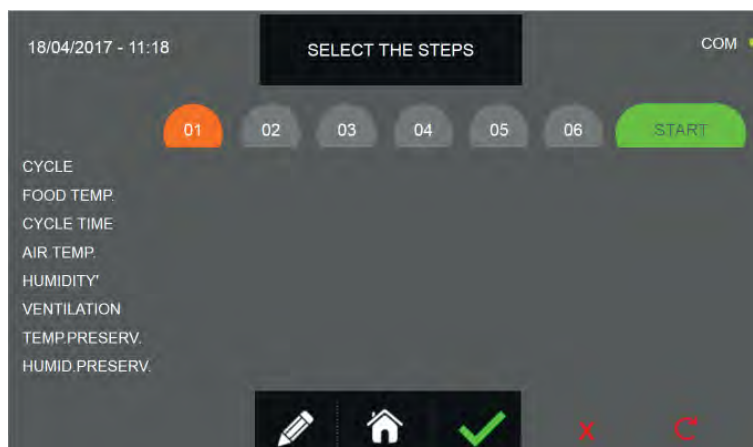 18/04/2017 - 11:18
SELECT THE STEPS
COM
01 02 03 04 05 06 START
CYCLE
FOOD TEMP.
CYCLE TIME
AIR TEMP.
HUMIDITY'
VENTILATION
TEMP.PRESERV.
HUMID.PRESERV.
X